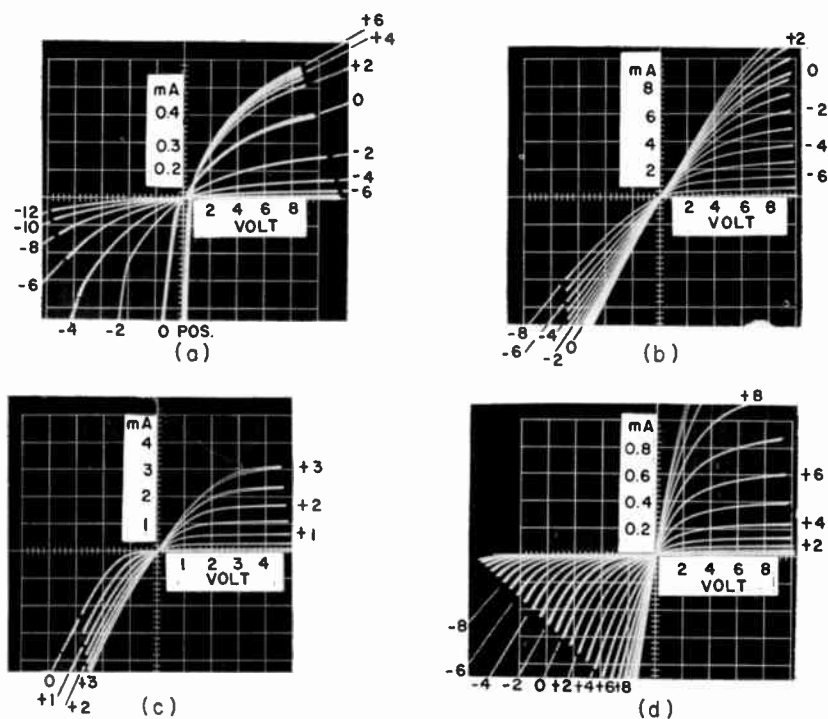 +6
+4
+2
0
-2
-4
-6
mA
0.4
0.3
0.2
2 4 6 8
VOLT
-12
-10
-8
-6
-4 -2 0 POS.
(a)
+2
0
-2
-4
-6
mA
8
6
4
2
2 4 6 8
VOLT
-8 -4
-6 -2 0
(b)
mA
4
3
2
1
+3
+2
+1
1 2 3 4
VOLT
0 +3
+1 +2
(c)
+8
mA
0.8
0.6
0.4
0.2
+6
+4
+2
2 4 6 8
VOLT
-8
-6
-4 -2 0 +2 +4 +6 +8
(d)